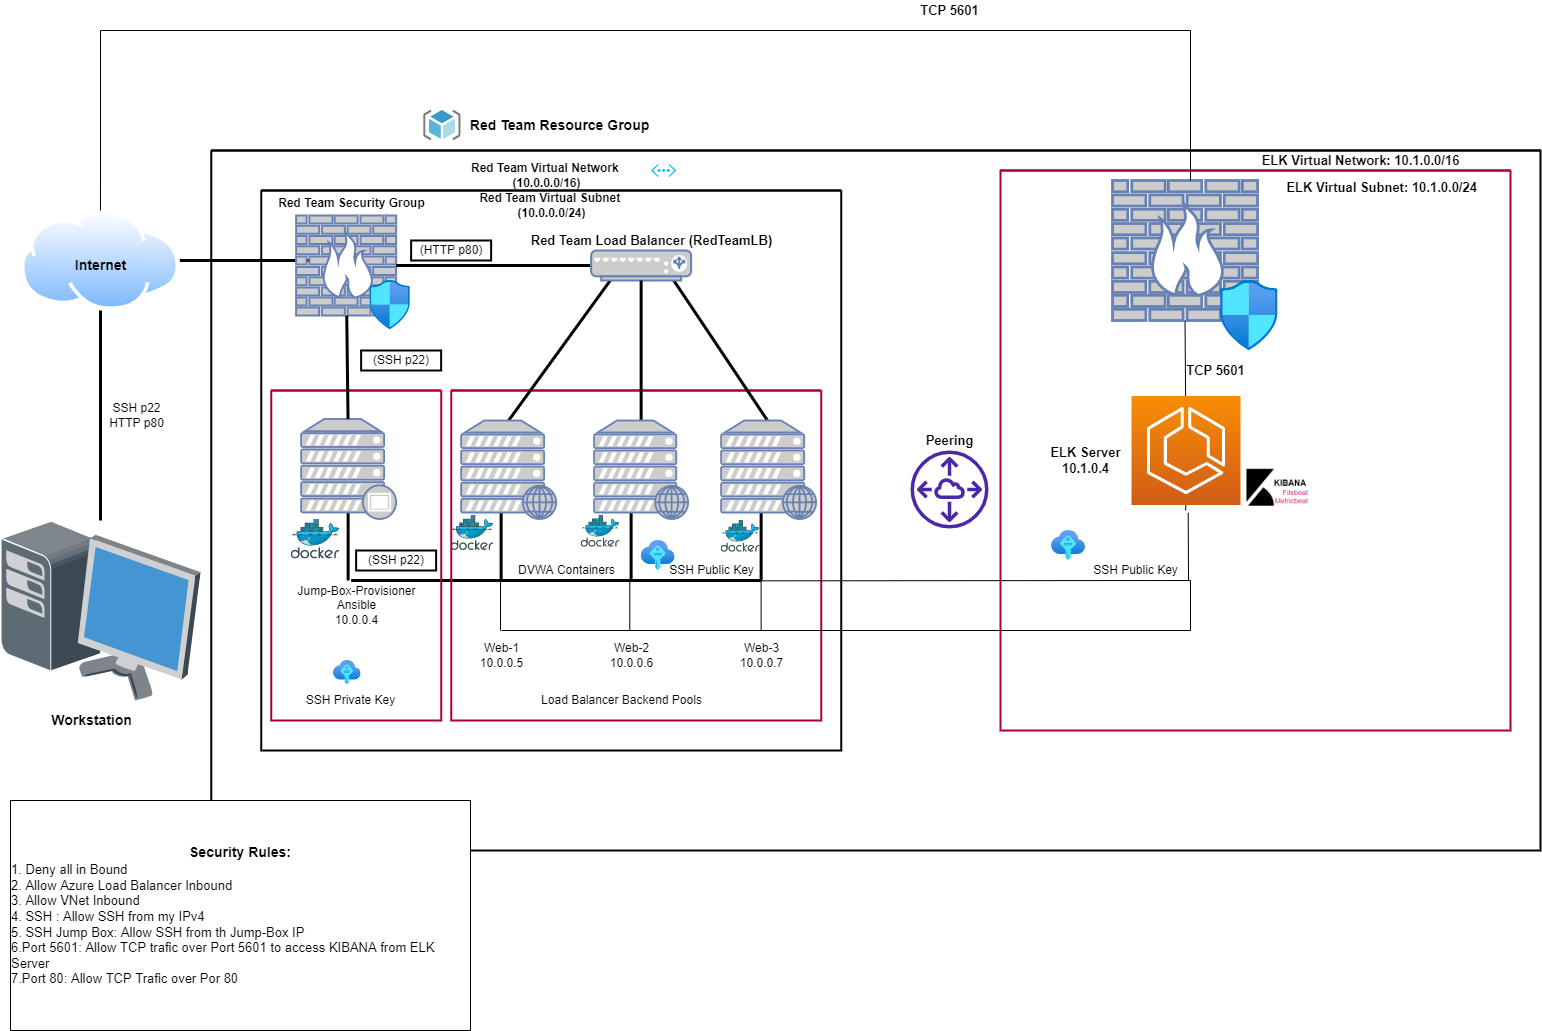 TCP 5601
Red Team Resource Group
ELK Virtual Network: 10.1.0.0/16
Red Team Virtual Network
(10.0.0.0/16)
ELK Virtual Subnet: 10.1.0.0/24
Red Team Virtual Subnet
(10.0.0.0/24)
Red Team Security Group
Red Team Load Balancer (RedTeamLB)
(HTTP p80)
Internet
(SSH p22)
TCP 5601
SSH p22
HTTP p80
Peering
ELK Server
10.1.0.4
KIBANA
Filebeat
Metricbeat
docker
docker
docker
docker
(SSH p22)
DVWA Containers
SSH Public Key
SSH Public Key
Jump-Box-Provisioner
Ansible
10.0.0.4
Web-1
10.0.0.5
Web-2
10.0.0.6
Web-3
10.0.0.7
SSH Private Key
Load Balancer Backend Pools
Workstation
Security Rules:
1. Deny all in Bound
2. Allow Azure Load Balancer Inbound
3. Allow VNet Inbound
4. SSH : Allow SSH from my IPv4
5. SSH Jump Box: Allow SSH from th Jump-Box IP
6.Port 5601: Allow TCP trafic over Port 5601 to access KIBANA from ELK
Server
7.Port 80: Allow TCP Trafic over Por 80